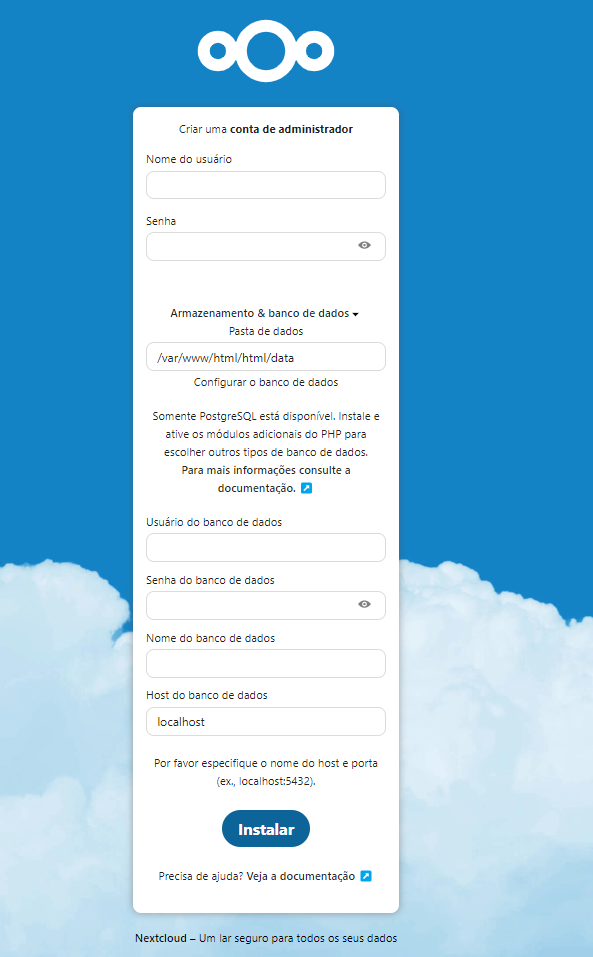 Criar uma conta de administrador
Nome do usuário
Senha
Armazenamento & banco de dados
Pasta de dados
/var/www/html/html/data
Configurar o banco de dados
Somente PostgreSQL está disponível. Instale e
ative os módulos adicionais do PHP para
escolher outros tipos de banco de dados.
Para mais informações consulte a
documentação.
Usuário do banco de dados
Senha do banco de dados
Nome do banco de dados
Host do banco de dados
localhost
Por favor especifique o nome do host e porta
(ex., localhost:5432).
Instalar
Precisa de ajuda? Veja a documentação
Nextcloud – Um lar seguro para todos os seus dados